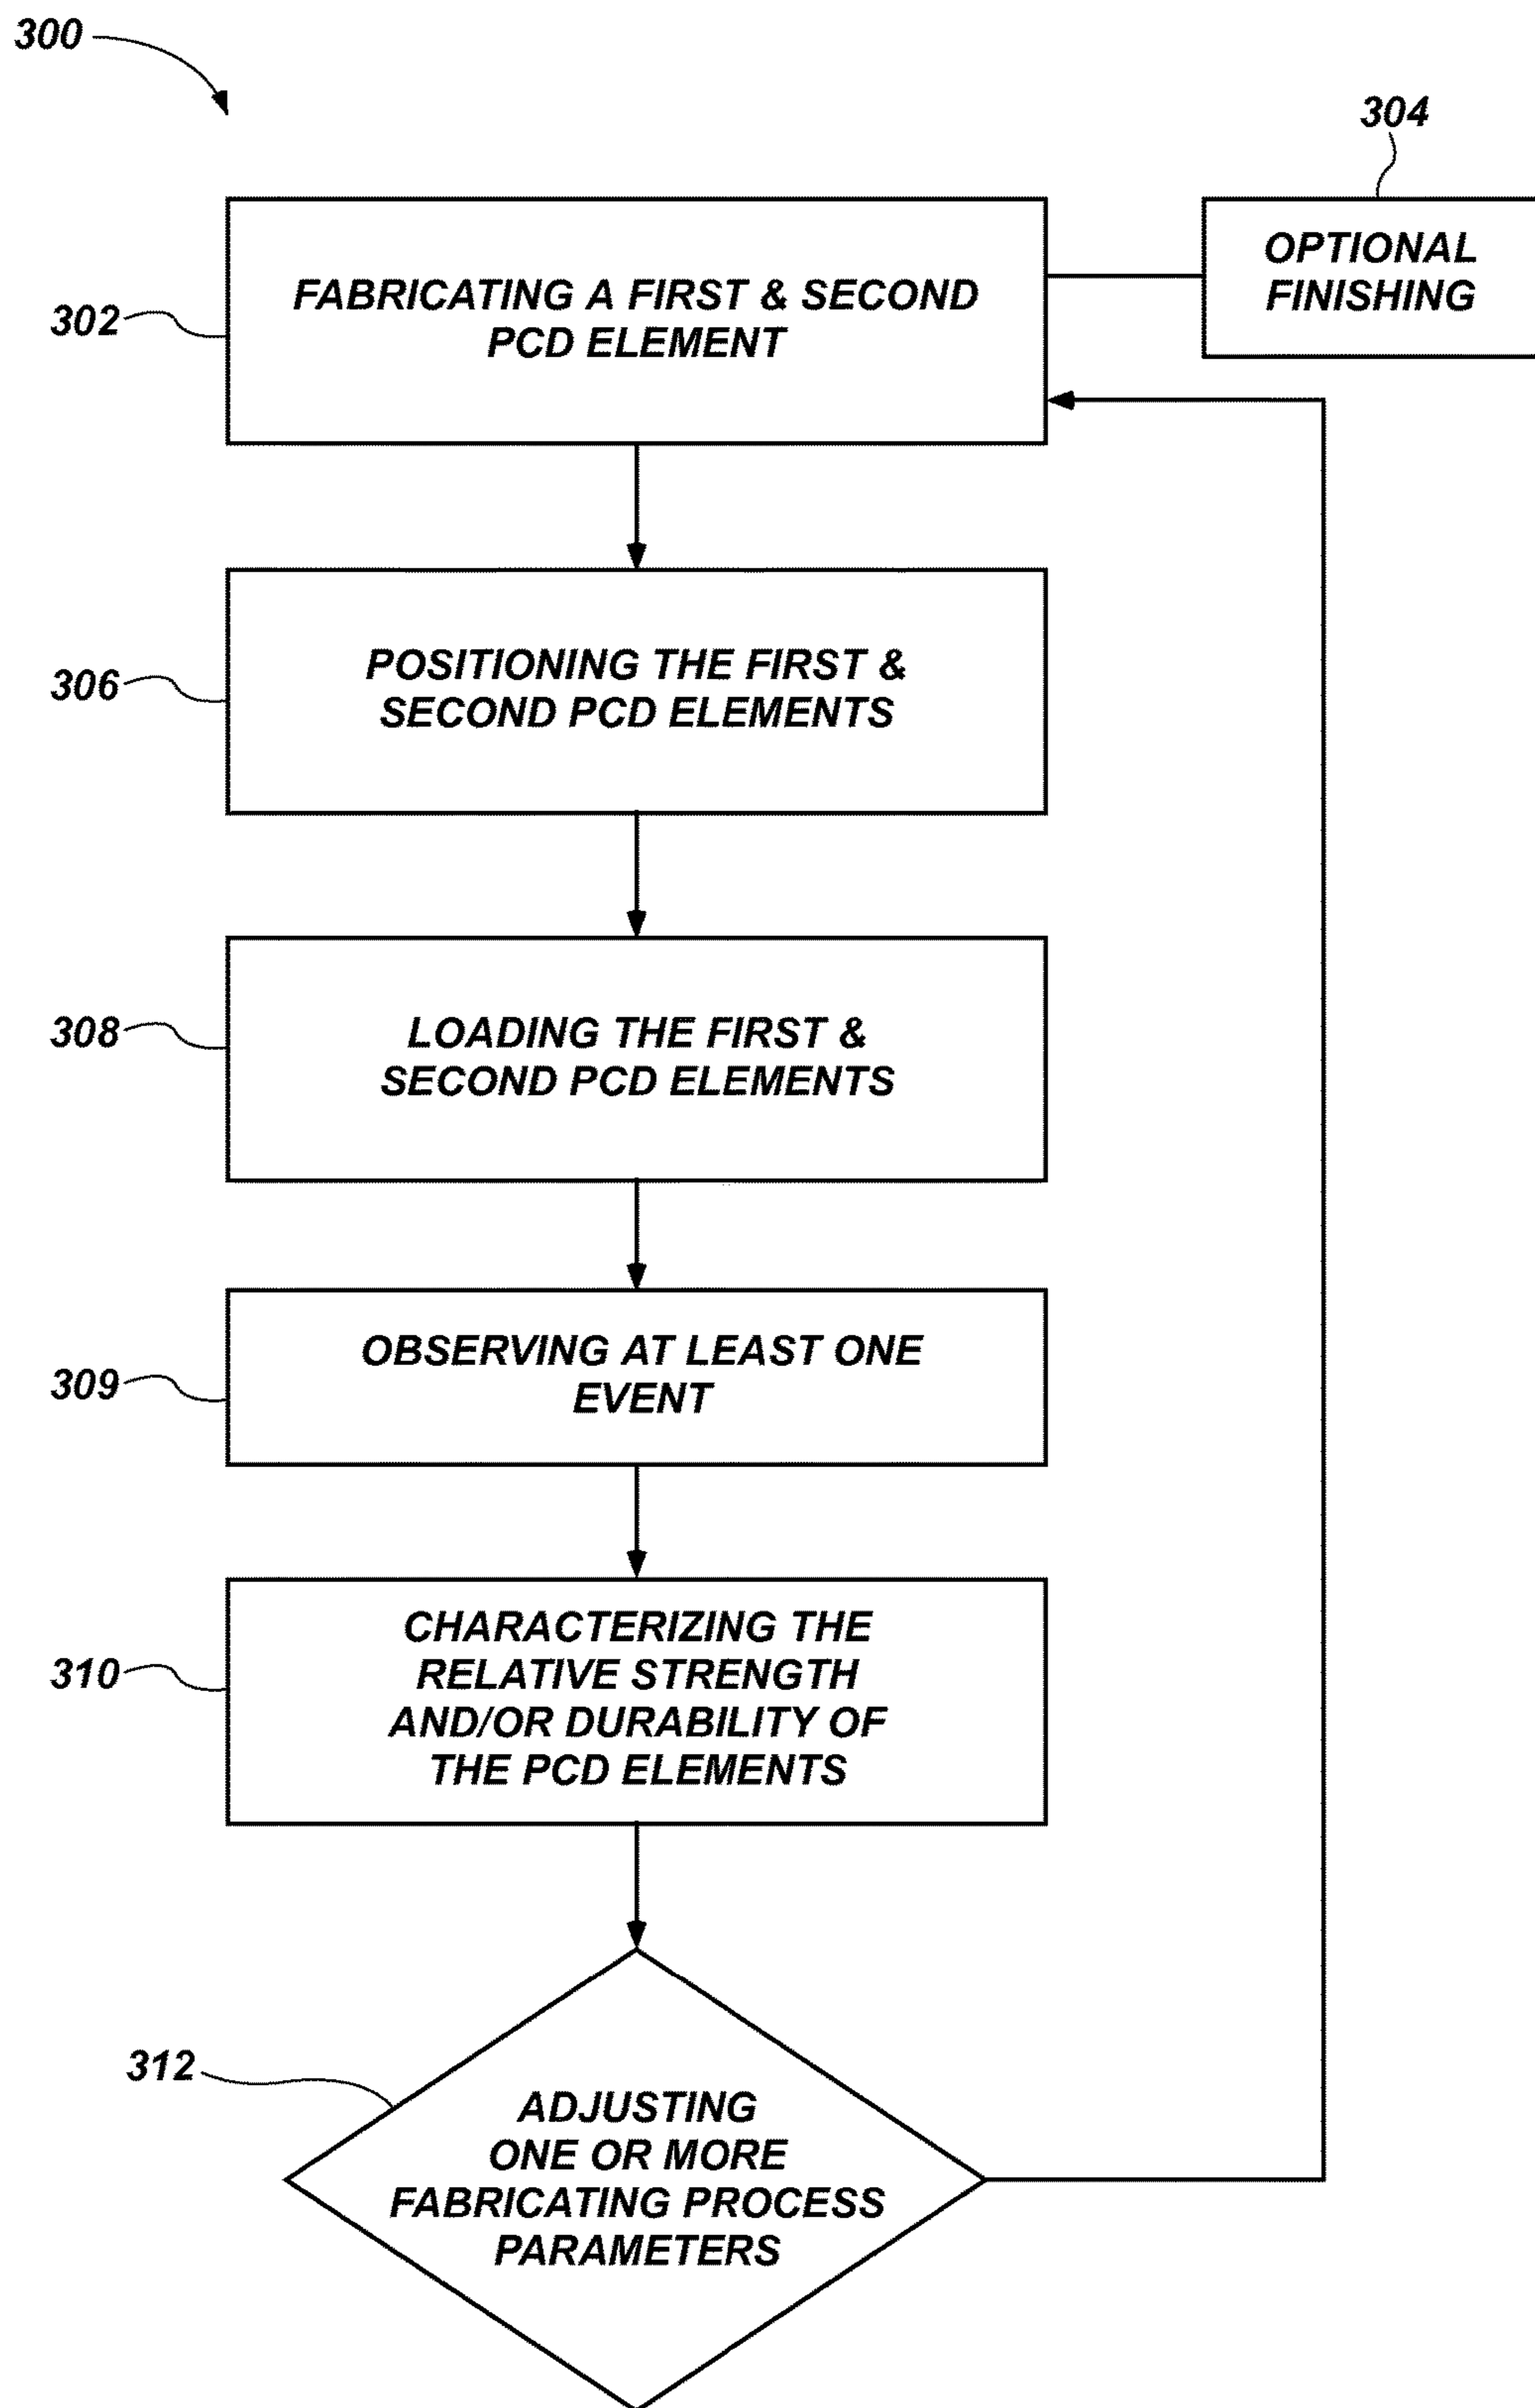 300
304
OPTIONAL
FINISHING
302
FABRICATING A FIRST & SECOND
PCD ELEMENT
306
POSITIONING THE FIRST &
SECOND PCD ELEMENTS
308
LOADING THE FIRST &
SECOND PCD ELEMENTS
309
OBSERVING AT LEAST ONE
EVENT
310
CHARACTERIZING THE
RELATIVE STRENGTH
AND/OR DURABILITY OF
THE PCD ELEMENTS
312
ADJUSTING
ONE OR MORE
FABRICATING PROCESS
PARAMETERS